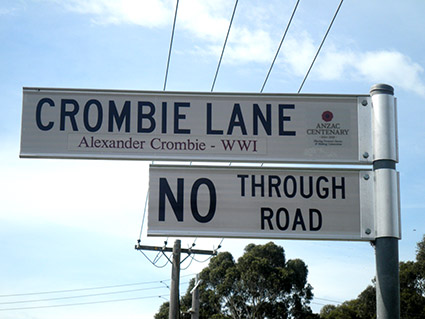 CROMBIE LANE
Alexander Crombie - WWI
ANZAC
CENTENARY
NO THROUGH
ROAD